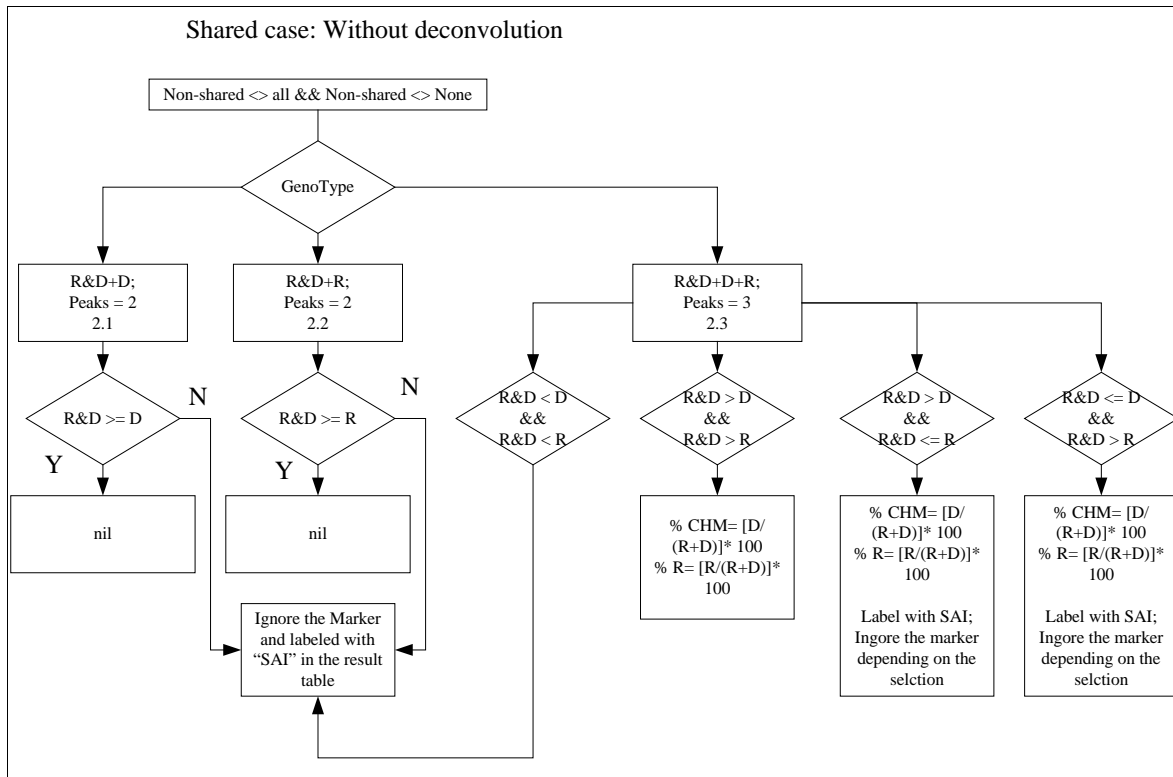 Shared case: Without deconvolution
Non-shared <> all && Non-shared <> None
GenoType
R&D+D;
Peaks = 2
2.1
R&D+R;
Peaks = 2
2.2
R&D+D+R;
Peaks = 3
2.3
R&D >= D
N
Y
R&D >= R
N
Y
R&D < D
&&
R&D < R
R&D > D
&&
R&D > R
R&D > D
&&
R&D <= R
R&D <= D
&&
R&D > R
nil
nil
% CHM= [D/
(R+D)]* 100
% R= [R/(R+D)]*
100
% CHM= [D/
(R+D)]* 100
% R= [R/(R+D)]*
100
Label with SAI;
Ingore the marker
depending on the
selction
% CHM= [D/
(R+D)]* 100
% R= [R/(R+D)]*
100
Label with SAI;
Ingore the marker
depending on the
selction
Ignore the Marker
and labeled with
“SAI” in the result
table